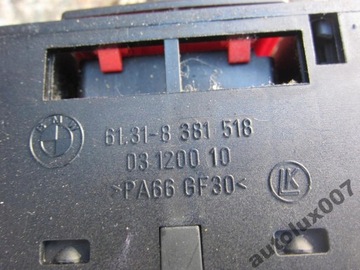 BMW
61.31-8 381 518
03.1200 10
>PA66 GF30<
LK
autolux007